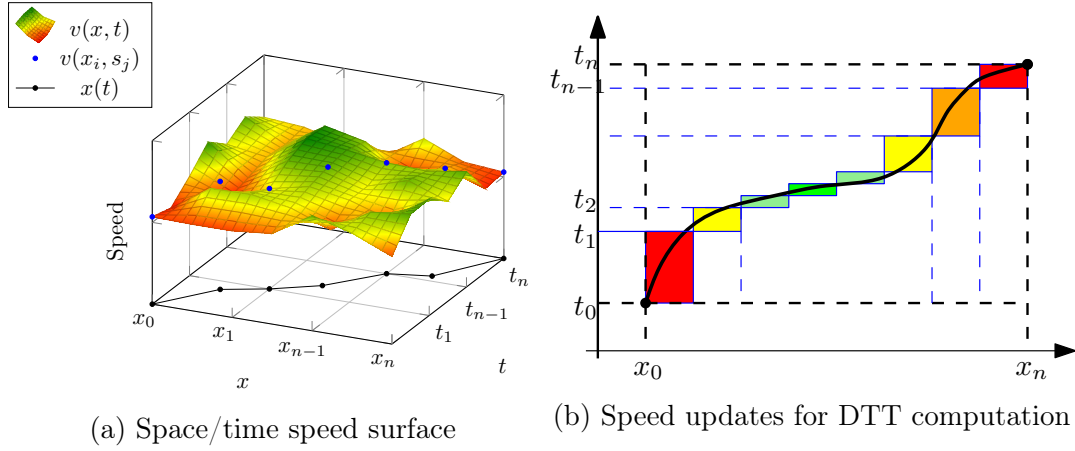 v(x, t)
v(x_i, s_j)
x(t)
Speed
x_0
x_1
x_{n-1}
x_n
x
t_1
t_{n-1}
t_n
t
(a) Space/time speed surface
t_n
t_{n-1}
t_2
t_1
t_0
x_0
x_n
(b) Speed updates for DTT computation